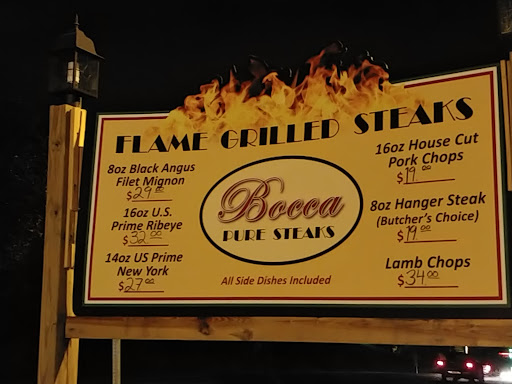 FLAME GRILLED STEAKS
8oz Black Angus
Filet Mignon
$29.00
16oz U.S.
Prime Ribeye
$32.00
14oz US Prime
New York
$27.00
Bocca
PURE STEAKS
All Side Dishes Included
16oz House Cut
Pork Chops
$19.00
8oz Hanger Steak
(Butcher's Choice)
$19.00
Lamb Chops
$34.00